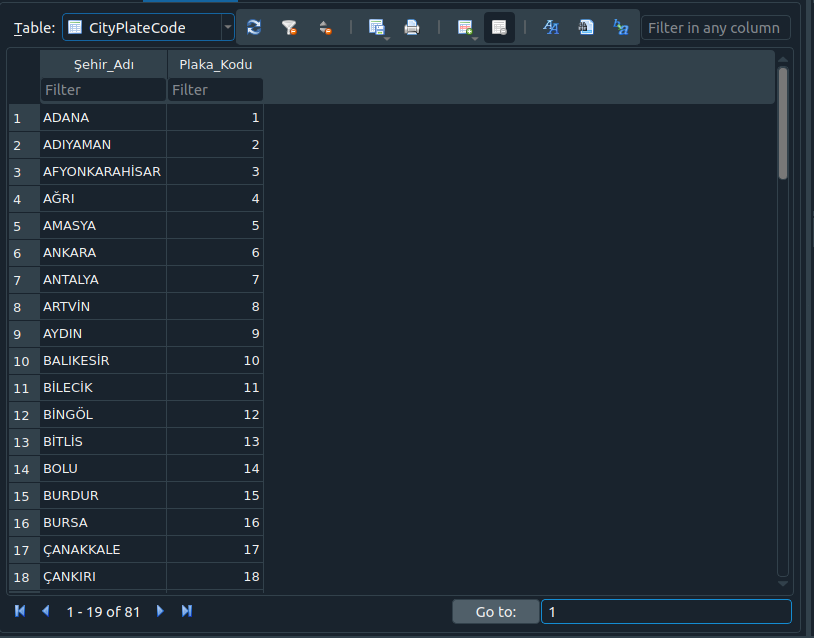 Table: CityPlateCode Filter in any column
Şehir_Adı Plaka_Kodu
Filter Filter
1 ADANA 1
2 ADIYAMAN 2
3 AFYONKARAHİSAR 3
4 AĞRI 4
5 AMASYA 5
6 ANKARA 6
7 ANTALYA 7
8 ARTVİN 8
9 AYDIN 9
10 BALIKESİR 10
11 BİLECİK 11
12 BİNGÖL 12
13 BİTLİS 13
14 BOLU 14
15 BURDUR 15
16 BURSA 16
17 ÇANAKKALE 17
18 ÇANKIRI 18
1 - 19 of 81 Go to: 1